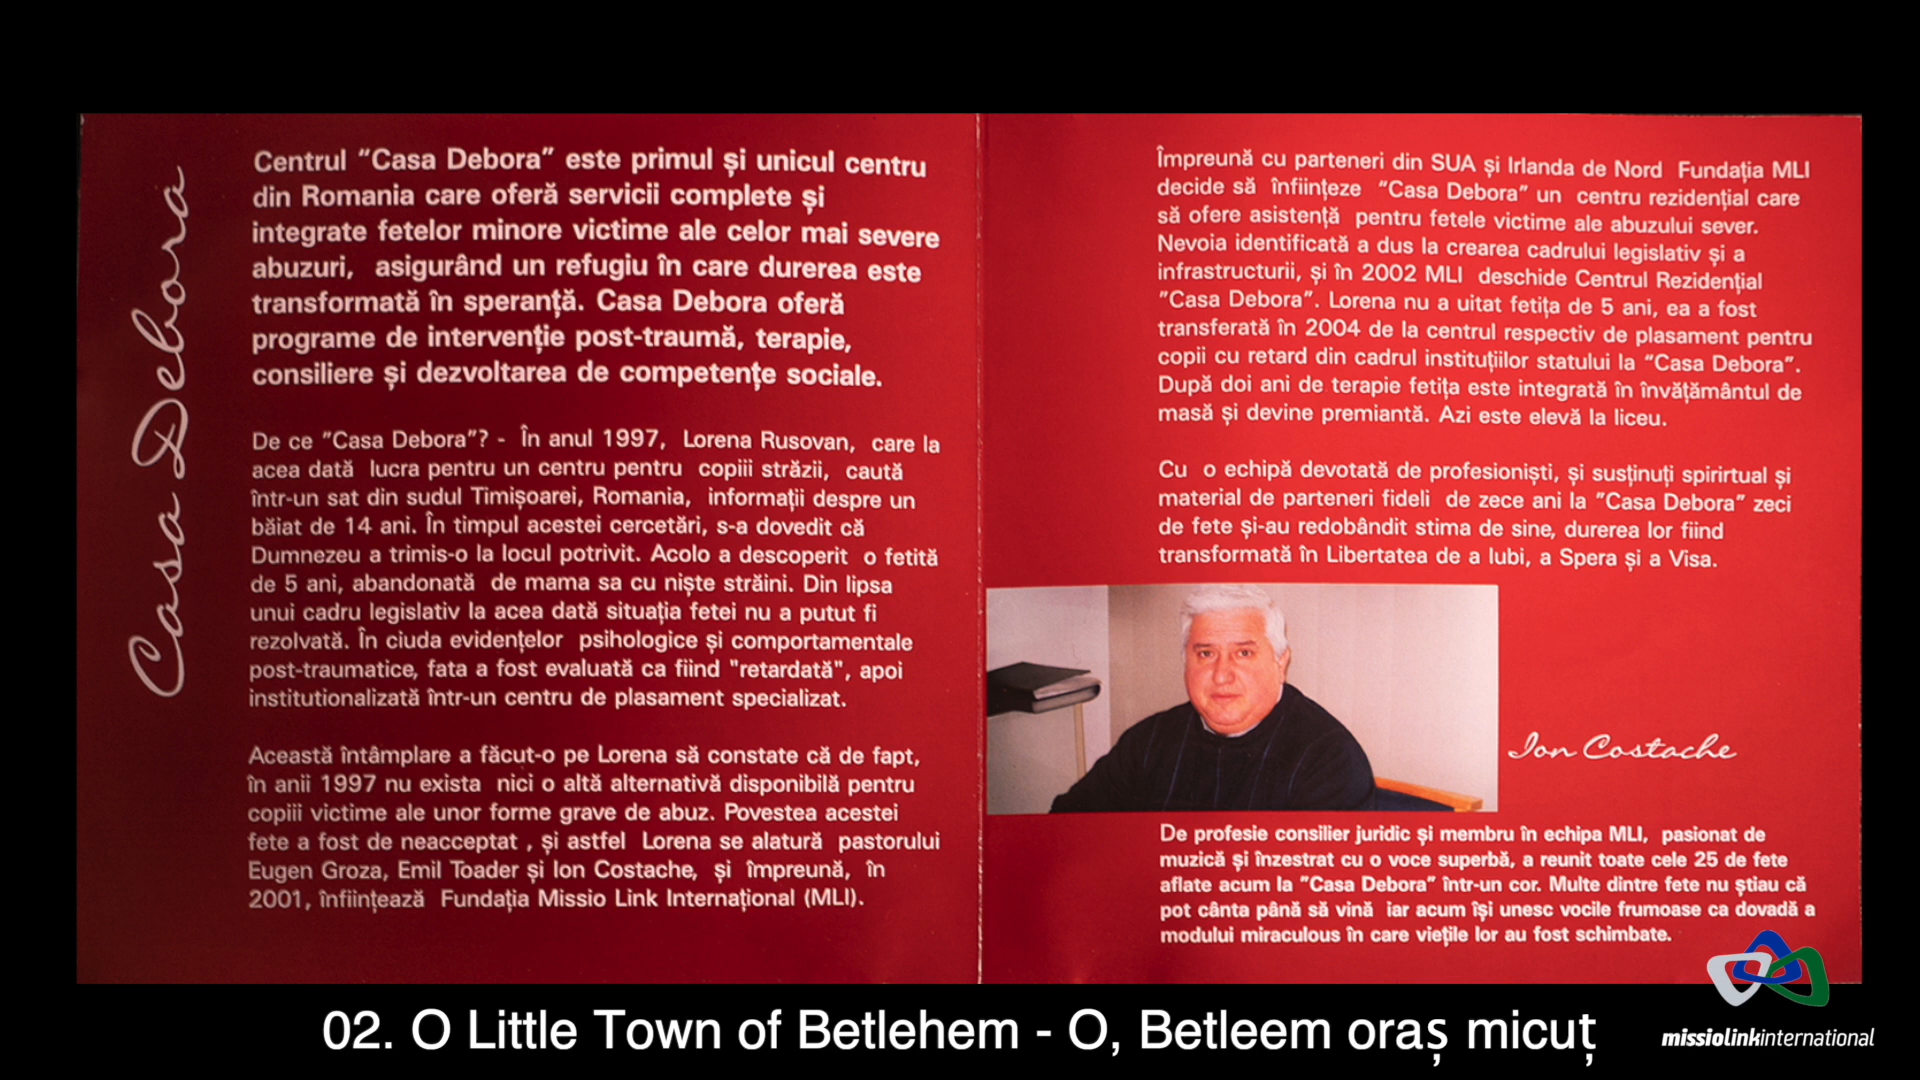 Casa Debora
Centrul "Casa Debora" este primul și unicul centru
din Romania care oferă servicii complete și
integrate fetelor minore victime ale celor mai severe
abuzuri, asigurând un refugiu în care durerea este
transformată în speranță. Casa Debora oferă
programe de intervenție post-traumă, terapie,
consiliere și dezvoltarea de competențe sociale.
De ce "Casa Debora"? - În anul 1997, Lorena Rusovan, care la
acea dată lucra pentru un centru pentru copiii străzii, caută
într-un sat din sudul Timișoarei, Romania, informații despre un
băiat de 14 ani. În timpul acestei cercetări, s-a dovedit că
Dumnezeu a trimis-o la locul potrivit. Acolo a descoperit o fetită
de 5 ani, abandonată de mama sa cu niște străini. Din lipsa
unui cadru legislativ la acea dată situația fetei nu a putut fi
rezolvată. În ciuda evidențelor psihologice și comportamentale
post-traumatice, fata a fost evaluată ca fiind "retardată", apoi
institutionalizată într-un centru de plasament specializat.
Această întâmplare a făcut-o pe Lorena să constate că de fapt,
în anii 1997 nu exista nici o altă alternativă disponibilă pentru
copiii victime ale unor forme grave de abuz. Povestea acestei
fete a fost de neacceptat , și astfel Lorena se alatură pastorului
Eugen Groza, Emil Toader și Ion Costache, și împreună, în
2001, înființează Fundația Missio Link Internațional (MLI).
Împreună cu parteneri din SUA și Irlanda de Nord Fundația MLI
decide să înființeze "Casa Debora" un centru rezidențial care
să ofere asistență pentru fetele victime ale abuzului sever.
Nevoia identificată a dus la crearea cadrului legislativ și a
infrastructurii, și în 2002 MLI deschide Centrul Rezidențial
"Casa Debora". Lorena nu a uitat fetița de 5 ani, ea a fost
transferată în 2004 de la centrul respectiv de plasament pentru
copii cu retard din cadrul instituțiilor statului la "Casa Debora".
După doi ani de terapie fetița este integrată în învățământul de
masă și devine premiantă. Azi este elevă la liceu.
Cu o echipă devotată de profesioniști, și susținuți spirirtual și
material de parteneri fideli de zece ani la "Casa Debora" zeci
de fete și-au redobândit stima de sine, durerea lor fiind
transformată în Libertatea de a Iubi, a Spera și a Visa.
Ion Costache
De profesie consilier juridic și membru în echipa MLI, pasionat de
muzică și înzestrat cu o voce superbă, a reunit toate cele 25 de fete
aflate acum la "Casa Debora" într-un cor. Multe dintre fete nu știau că
pot cânta până să vină iar acum își unesc vocile frumoase ca dovadă a
modului miraculous în care viețile lor au fost schimbate.
02. O Little Town of Betlehem - O, Betleem oraș micuț
missiolinkinternational